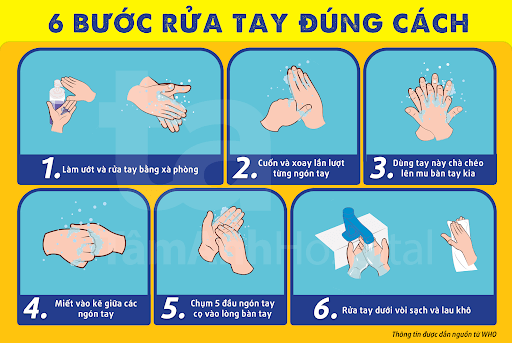 6 BƯỚC RỬA TAY ĐÚNG CÁCH
1. Làm ướt và rửa tay bằng xà phòng
2. Cuốn và xoay lần lượt
từng ngón tay
3. Dùng tay này chà chéo
lên mu bàn tay kia
4. Miết vào kẽ giữa các
ngón tay
5. Chụm 5 đầu ngón tay
cọ vào lòng bàn tay
6. Rửa tay dưới vòi sạch và lau khô
TâmAnhHospital
Thông tin được dẫn nguồn từ WHO